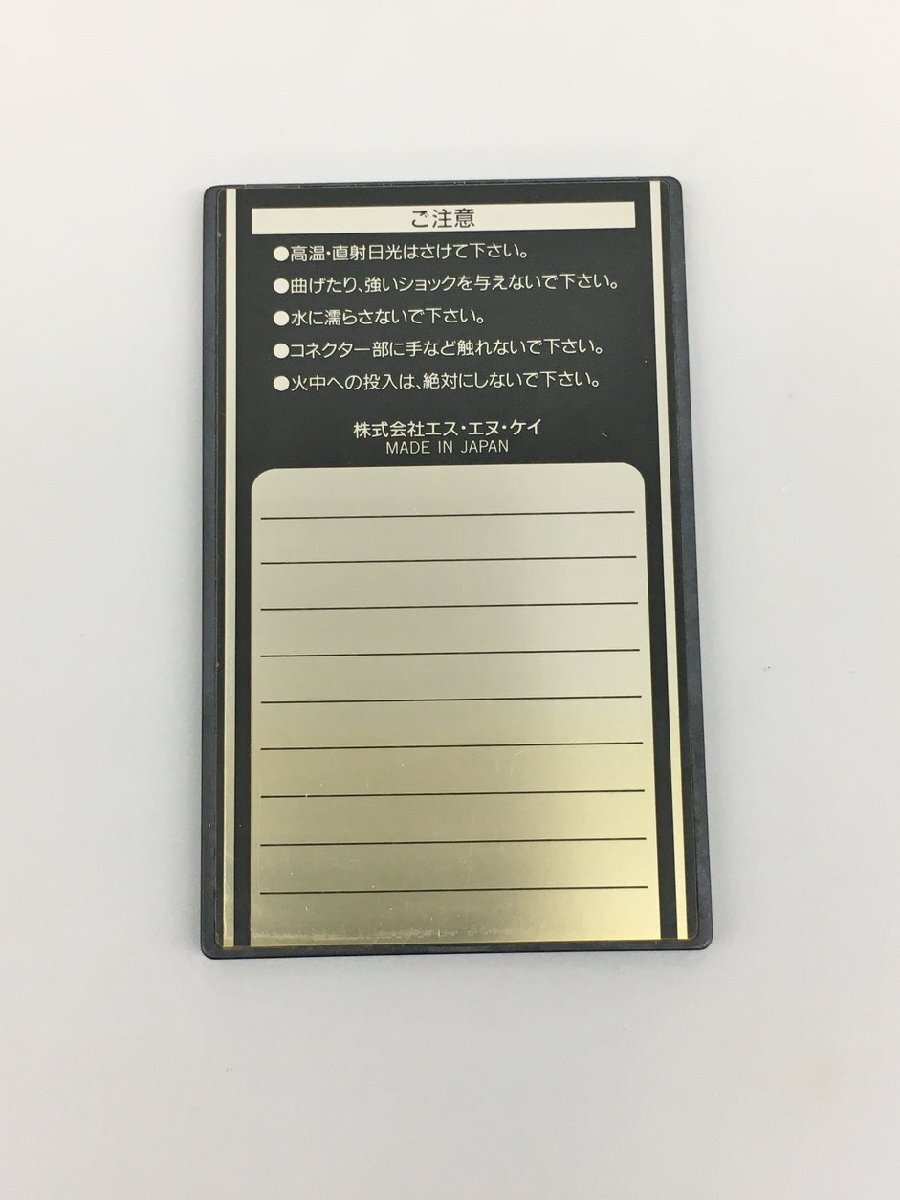 ご注意
●高温・直射日光はさけて下さい。
●曲げたり、強いショックを与えないで下さい。
●水に濡らさないで下さい。
●コネクター部に手など触れないで下さい。
●火中への投入は、絶対にしないで下さい。
株式会社エス・エヌ・ケイ
MADE IN JAPAN